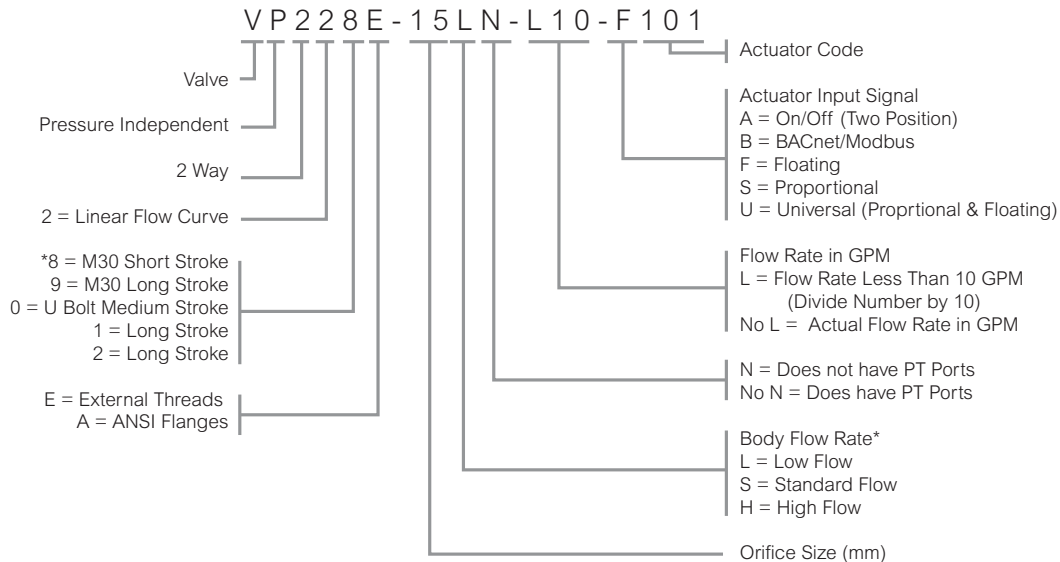 VP228E-15LN-L10-F101
Valve
Pressure Independent
2 Way
2 = Linear Flow Curve
*8 = M30 Short Stroke
9 = M30 Long Stroke
0 = U Bolt Medium Stroke
1 = Long Stroke
2 = Long Stroke
E = External Threads
A = ANSI Flanges
Actuator Code
Actuator Input Signal
A = On/Off (Two Position)
B = BACnet/Modbus
F = Floating
S = Proportional
U = Universal (Proprtional & Floating)
Flow Rate in GPM
L = Flow Rate Less Than 10 GPM
(Divide Number by 10)
No L = Actual Flow Rate in GPM
N = Does not have PT Ports
No N = Does have PT Ports
Body Flow Rate*
L = Low Flow
S = Standard Flow
H = High Flow
Orifice Size (mm)